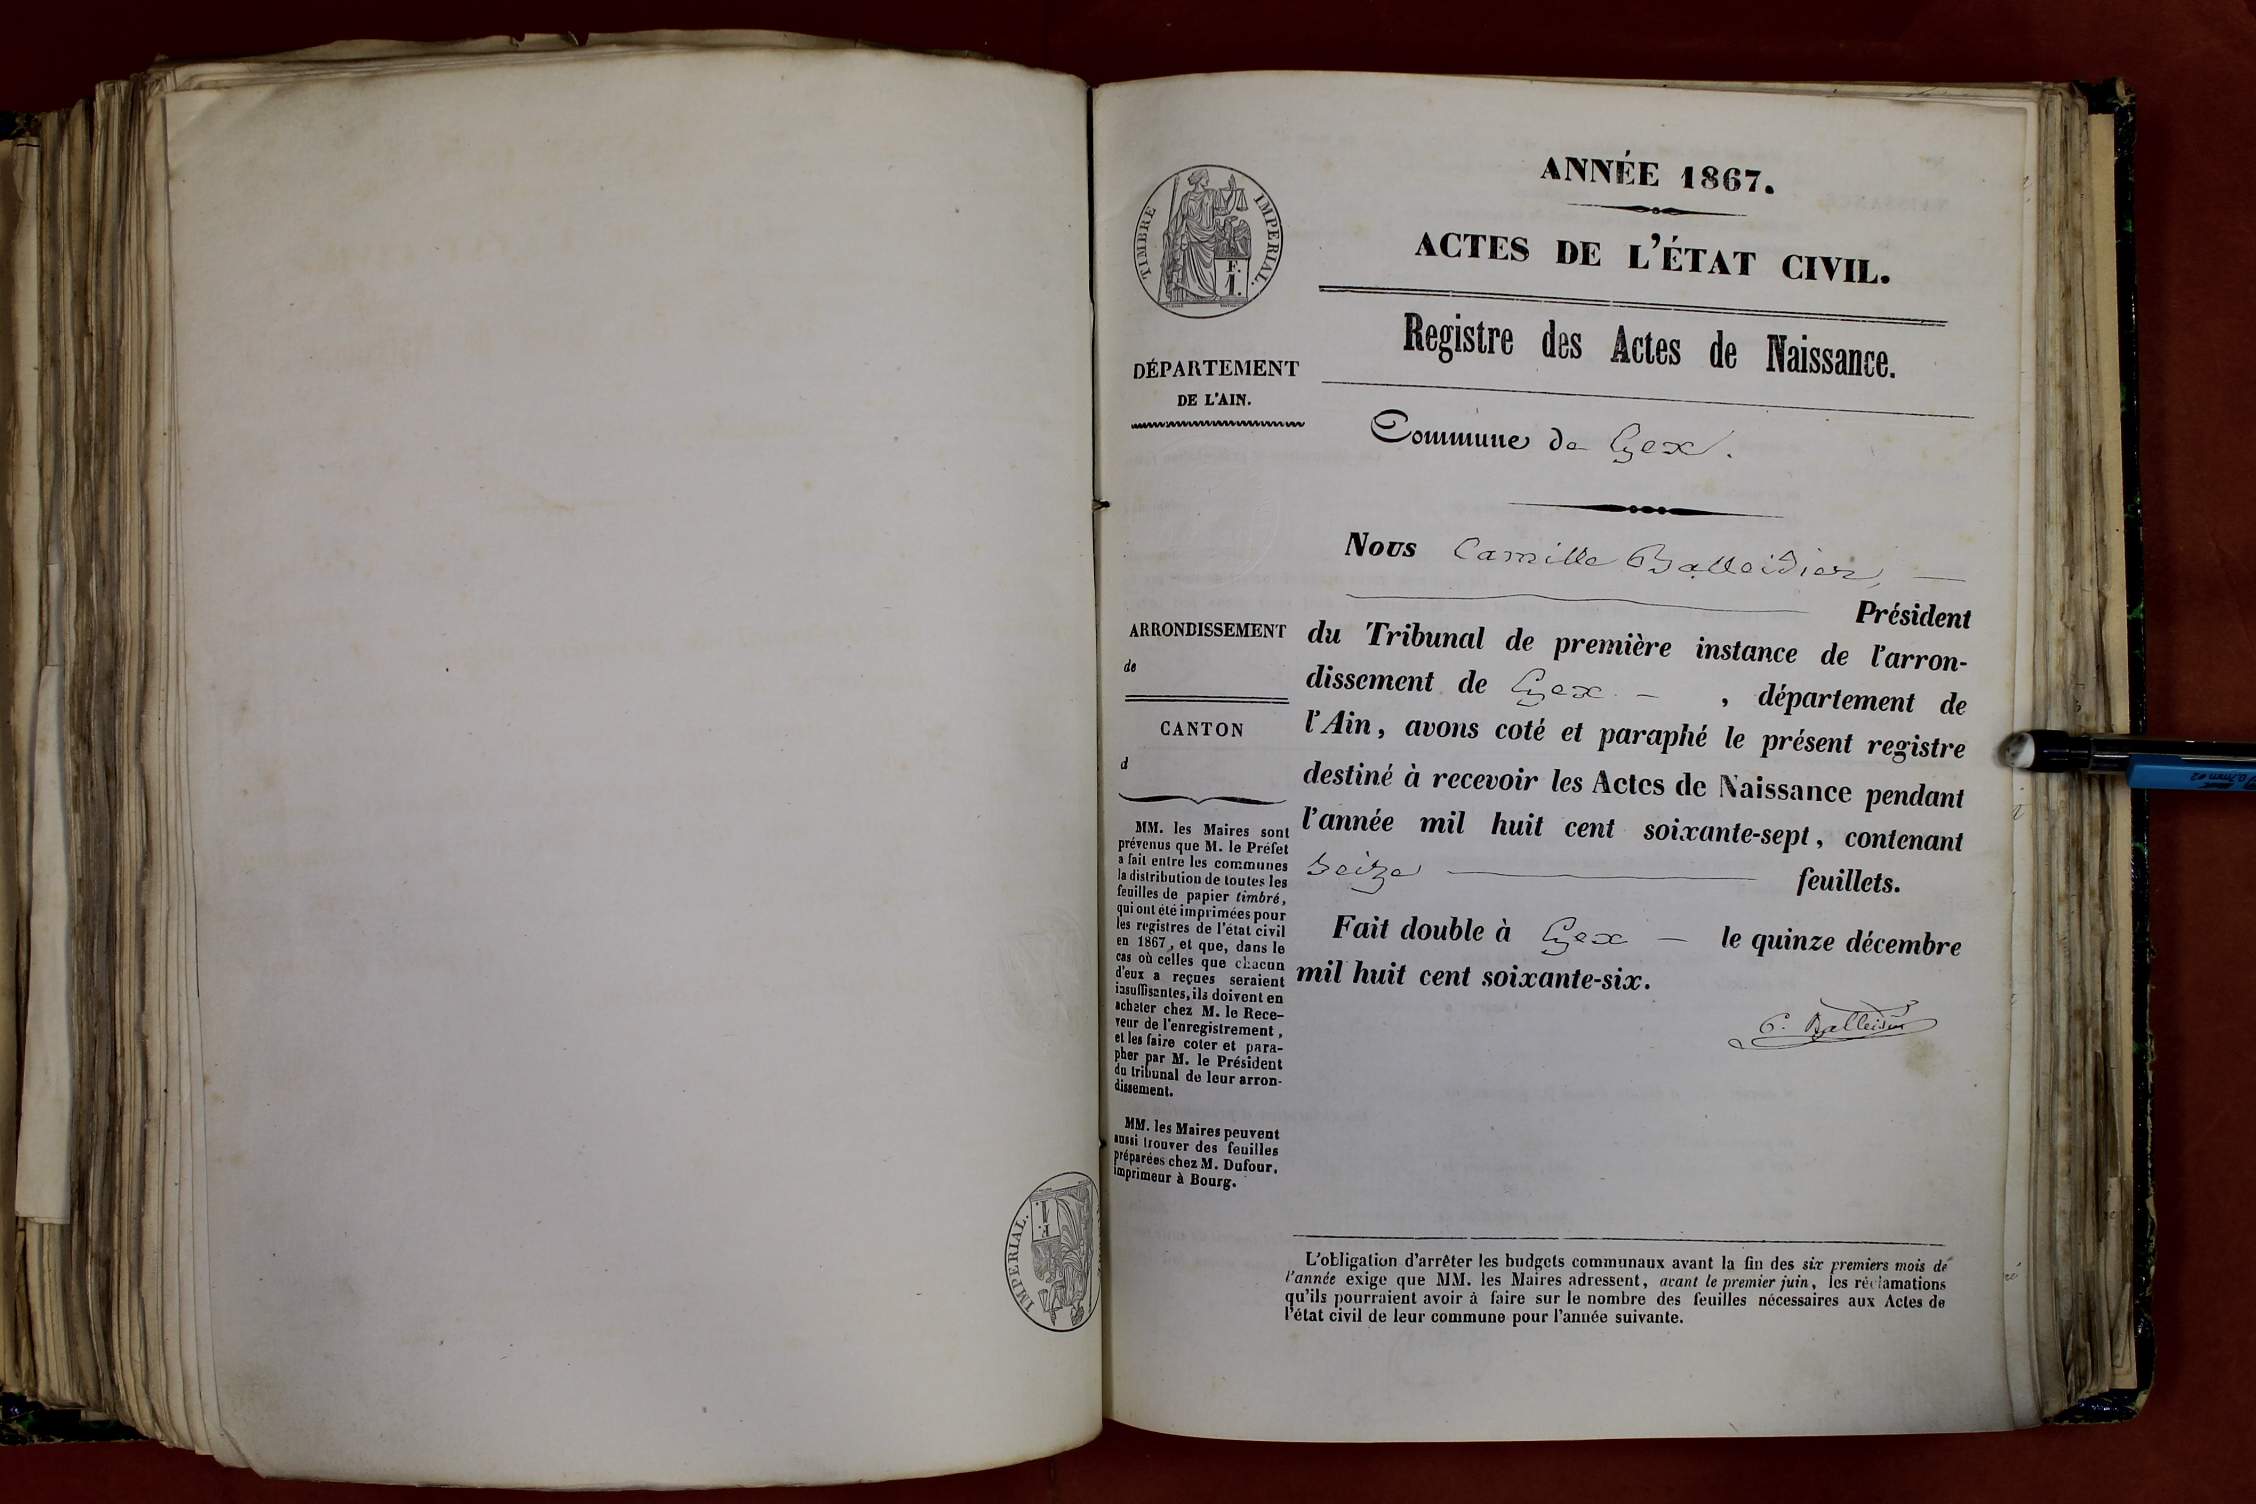 ANNÉE 1867.
ACTES DE L'ÉTAT CIVIL.
Registre des Actes de Naissance.
TIMBRE IMPERIAL.
F.
1.
DÉPARTEMENT
DE L'AIN.
Commune de Gex.
Nous Camille Balleidier, —
Président
du Tribunal de première instance de l'arron-
dissement de Gex - , département de
l'Ain, avons coté et paraphé le présent registre
destiné à recevoir les Actes de Naissance pendant
l'année mil huit cent soixante-sept, contenant
seize — feuillets.
Fait double à Gex — le quinze décembre
mil huit cent soixante-six.
C. Balleidier
ARRONDISSEMENT
de
CANTON
d
MM. les Maires sont
prévenus que M. le Préfet
a fait entre les communes
la distribution de toutes les
feuilles de papier timbré,
qui ont été imprimées pour
les registres de l'état civil
en 1867, et que, dans le
cas où celles que chacun
d'eux a reçues seraient
insuffisantes, ils doivent en
acheter chez M. le Rece-
veur de l'enregistrement,
et les faire coter et para-
pher par M. le Président
du tribunal de leur arron-
dissement.
MM. les Maires peuvent
aussi trouver des feuilles
préparées chez M. Dufour,
imprimeur à Bourg.
L'obligation d'arrêter les budgets communaux avant la fin des six premiers mois de
l'année exige que MM. les Maires adressent, avant le premier juin, les réclamations
qu'ils pourraient avoir à faire sur le nombre des feuilles nécessaires aux Actes de
l'état civil de leur commune pour l'année suivante.
IMPERIAL.
F.
1.
0.7mm #2